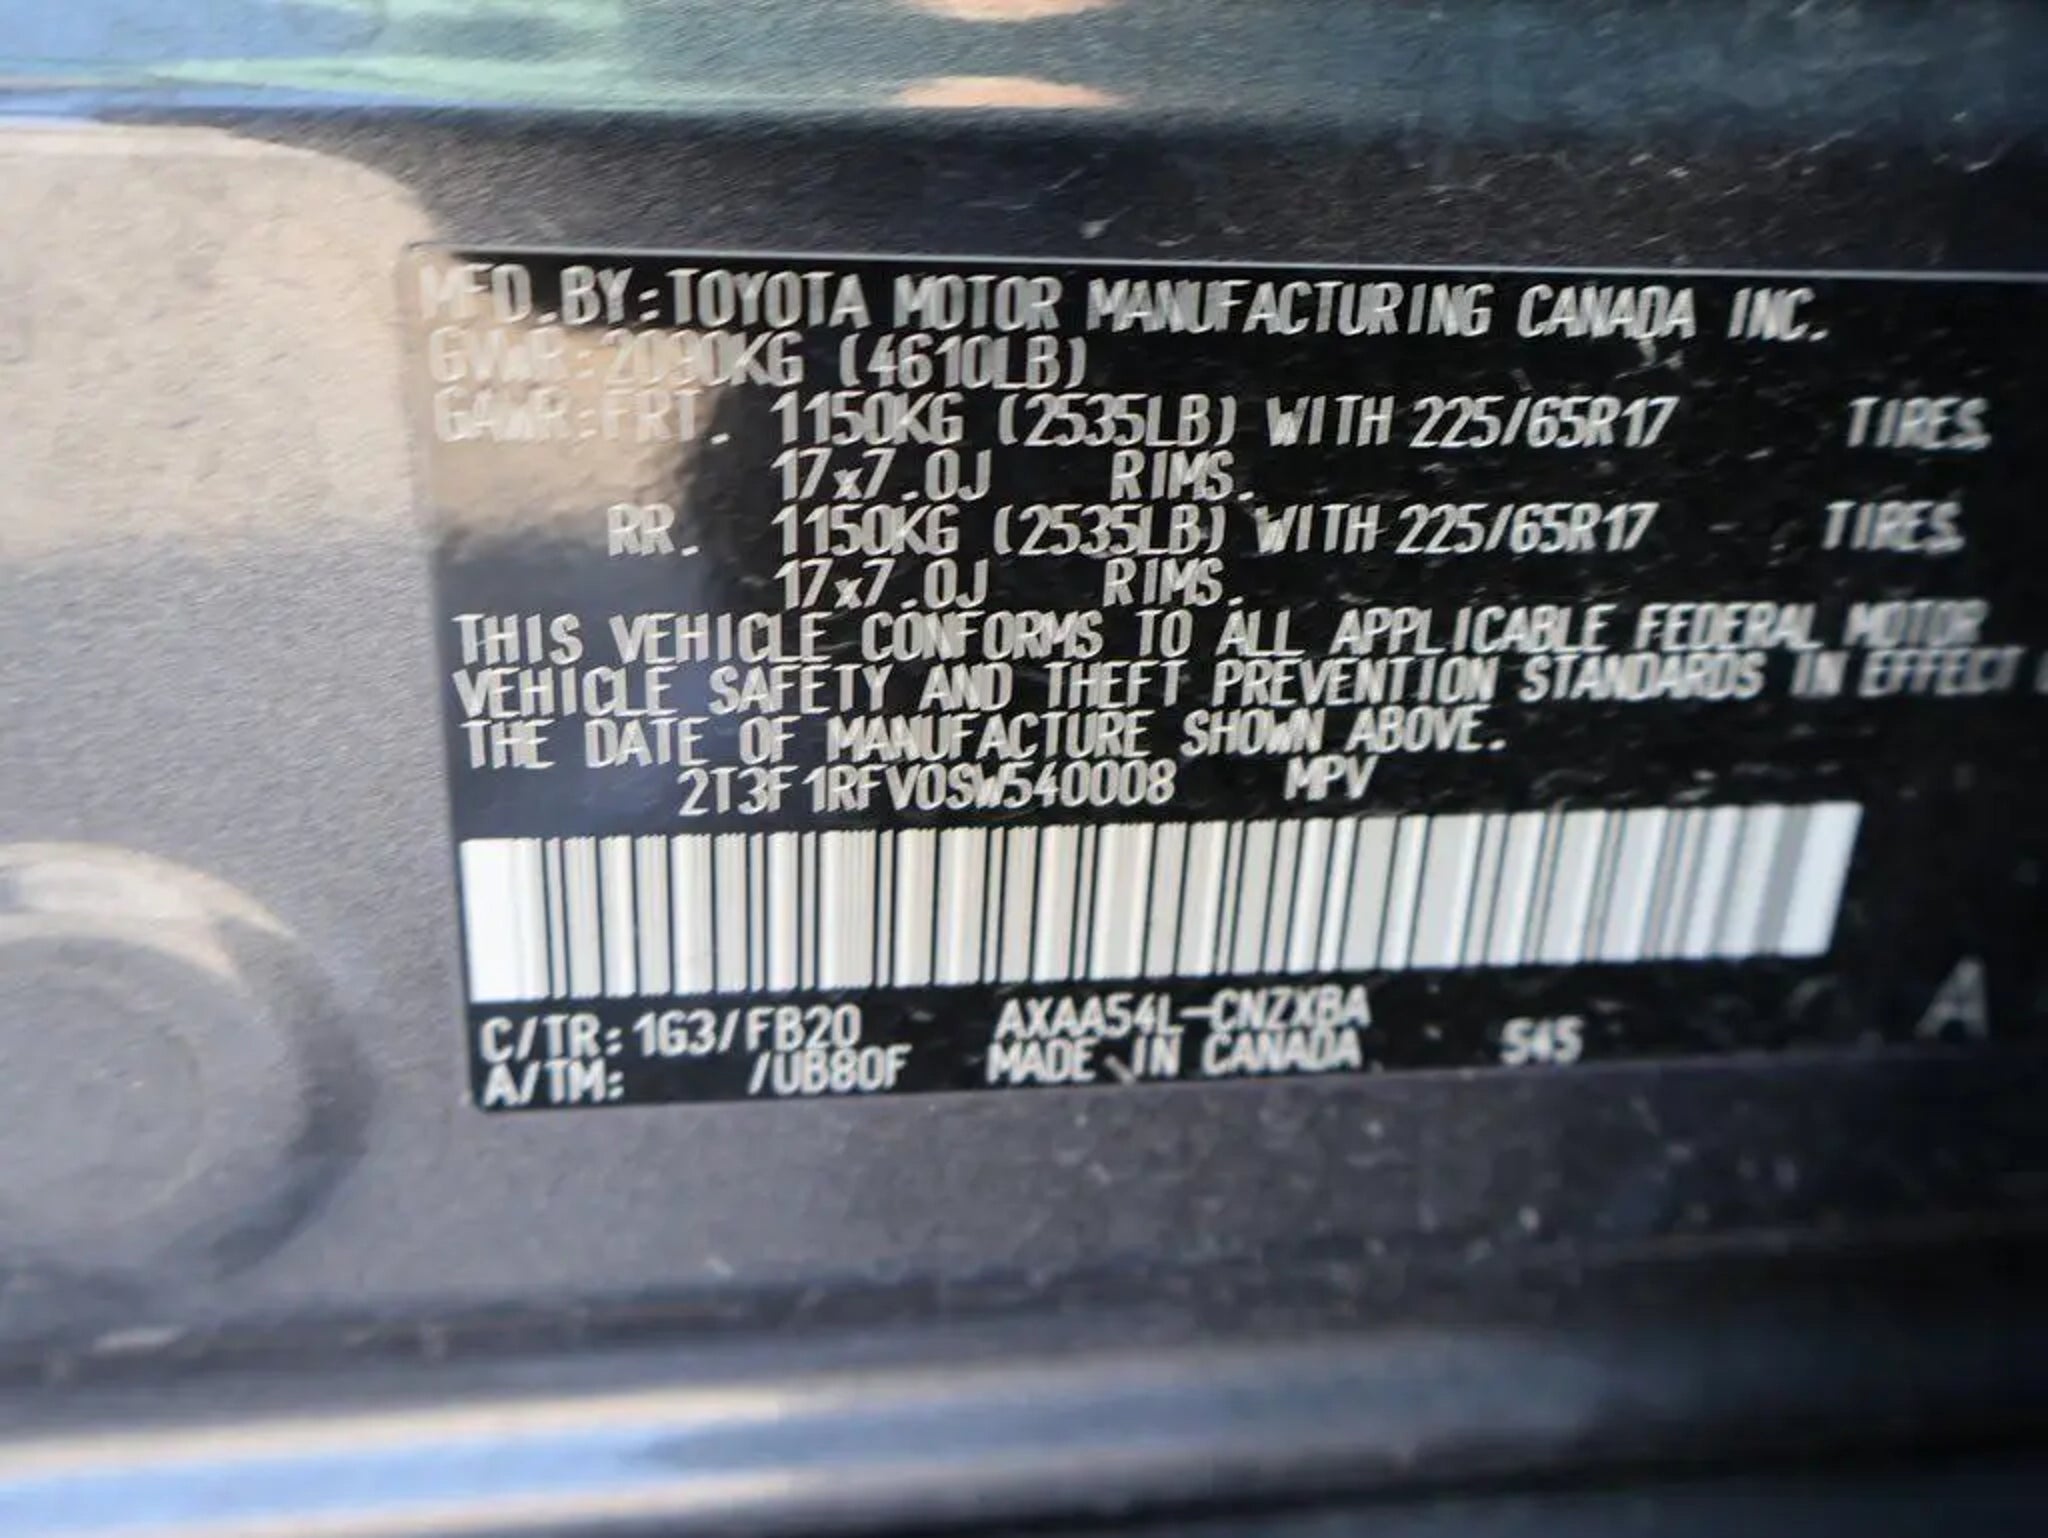 MFD.BY:TOYOTA MOTOR MANUFACTURING CANADA INC.
GVWR:2090KG (4610LB)
GAWR:FRT. 1150KG (2535LB) WITH 225/65R17 TIRES.
17x7.0J RIMS.
RR. 1150KG (2535LB) WITH 225/65R17 TIRES.
17x7.0J RIMS.
THIS VEHICLE CONFORMS TO ALL APPLICABLE FEDERAL MOTOR
VEHICLE SAFETY AND THEFT PREVENTION STANDARDS IN EFFECT
THE DATE OF MANUFACTURE SHOWN ABOVE.
2T3F1RFV0SW540008 MPV
C/TR:1G3/FB20 AXAA54L-CNZXBA
A/TM: /UB80F MADE IN CANADA 545 A